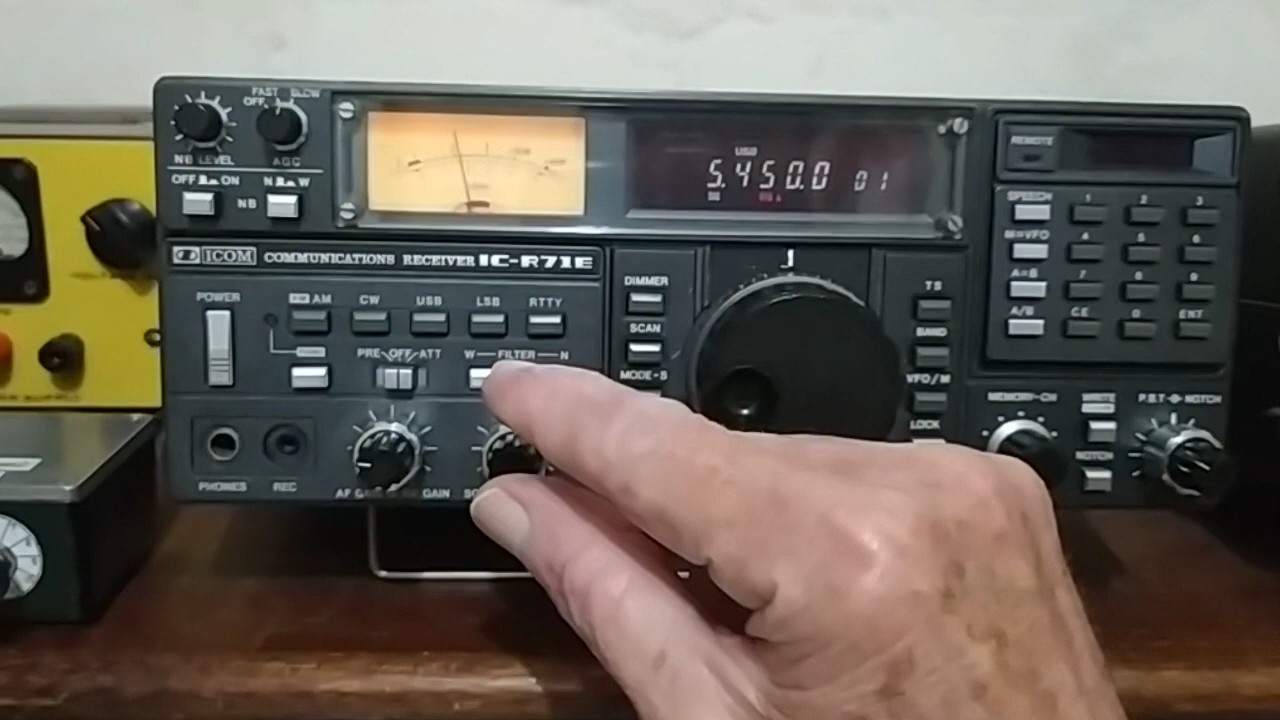 FAST SLOW
OFF
NB LEVEL AGC
OFF ON N W
NB
USB
5.450.0 01
REMOTE
SPEECH 1 2 3
M=VFO 4 5 6
A=B 7 8 9
A/B CE 0 ENT
ICOM COMMUNICATIONS RECEIVER IC-R71E
POWER
FM AM CW USB LSB RTTY
PRE OFF ATT W FILTER N
DIMMER
SCAN
MODE-S
TS
BAND
VFO/M
LOCK
MEMORY-CH WRITE P.B.T NOTCH
NOTCH
PHONES REC AF GAIN GAIN